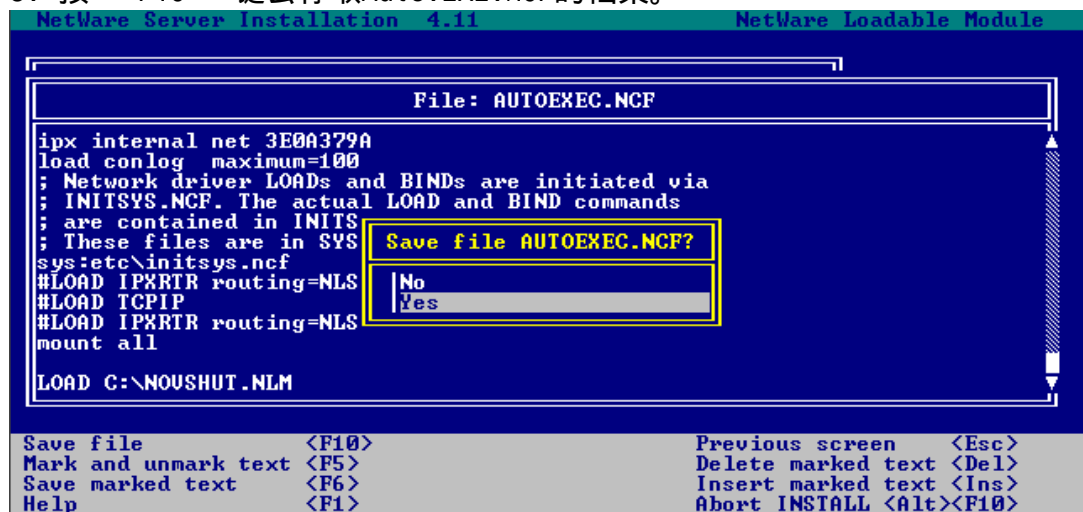 NetWare Server Installation 4.11 NetWare Loadable Module
File: AUTOEXEC.NCF
ipx internal net 3E0A379A
load conlog maximum=100
; Network driver LOADs and BINDs are initiated via
; INITSYS.NCF. The actual LOAD and BIND commands
; are contained in INITS
; These files are in SYS
sys:etc\initsys.ncf
#LOAD IPXRTR routing=NLS
#LOAD TCPIP
#LOAD IPXRTR routing=NLS
mount all
LOAD C:\NOVSHUT.NLM
Save file AUTOEXEC.NCF?
No
Yes
Save file <F10> Previous screen <Esc>
Mark and unmark text <F5> Delete marked text <Del>
Save marked text <F6> Insert marked text <Ins>
Help <F1> Abort INSTALL <Alt><F10>